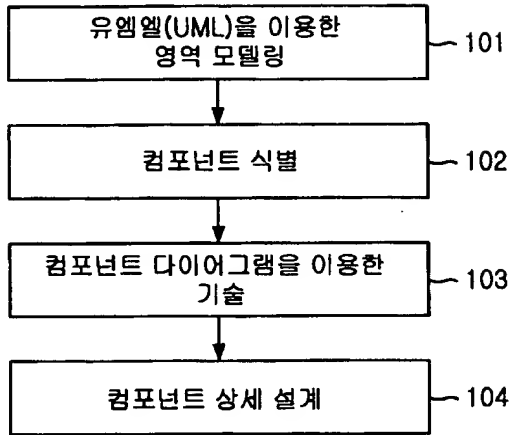 유엠엘(UML)을 이용한
영역 모델링
101
컴포넌트 식별
102
컴포넌트 다이어그램을 이용한
기술
103
컴포넌트 상세 설계
104